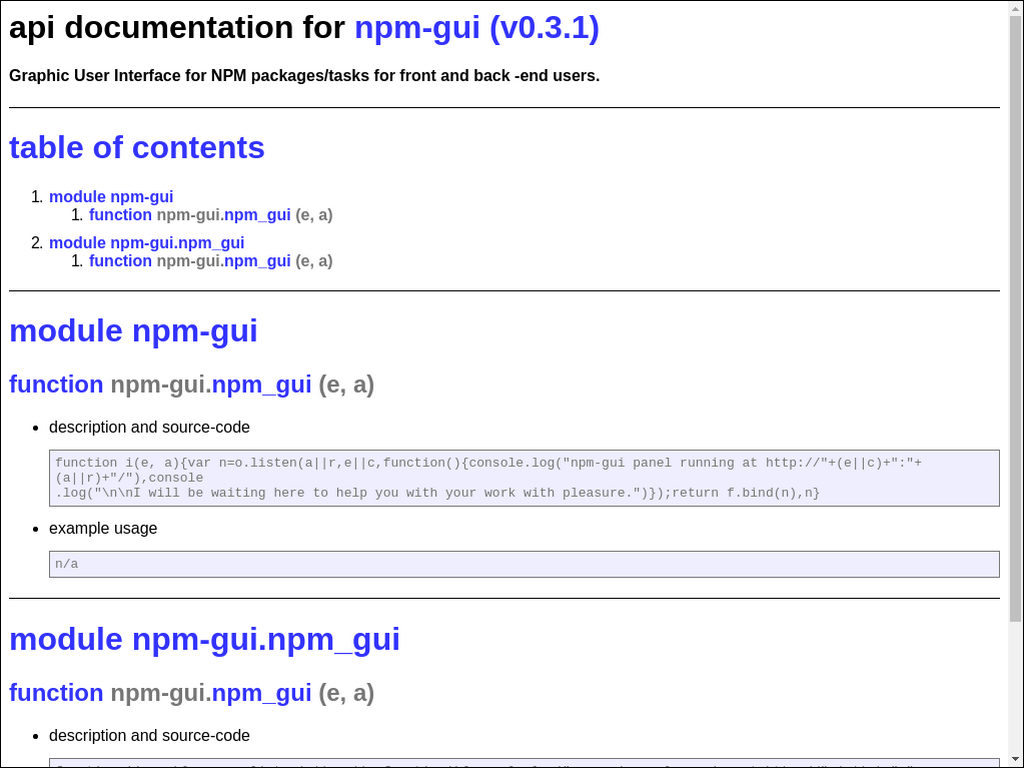 api documentation for npm-gui (v0.3.1)
Graphic User Interface for NPM packages/tasks for front and back -end users.
table of contents
1. module npm-gui
1. function npm-gui.npm_gui (e, a)
2. module npm-gui.npm_gui
1. function npm-gui.npm_gui (e, a)
module npm-gui
function npm-gui.npm_gui (e, a)
• description and source-code
function i(e, a){var n=o.listen(a||r,e||c,function(){console.log("npm-gui panel running at http://"+(e||c)+":"+
(a||r)+"/"),console
.log("\n\nI will be waiting here to help you with your work with pleasure.")});return f.bind(n),n}
• example usage
n/a
module npm-gui.npm_gui
function npm-gui.npm_gui (e, a)
• description and source-code